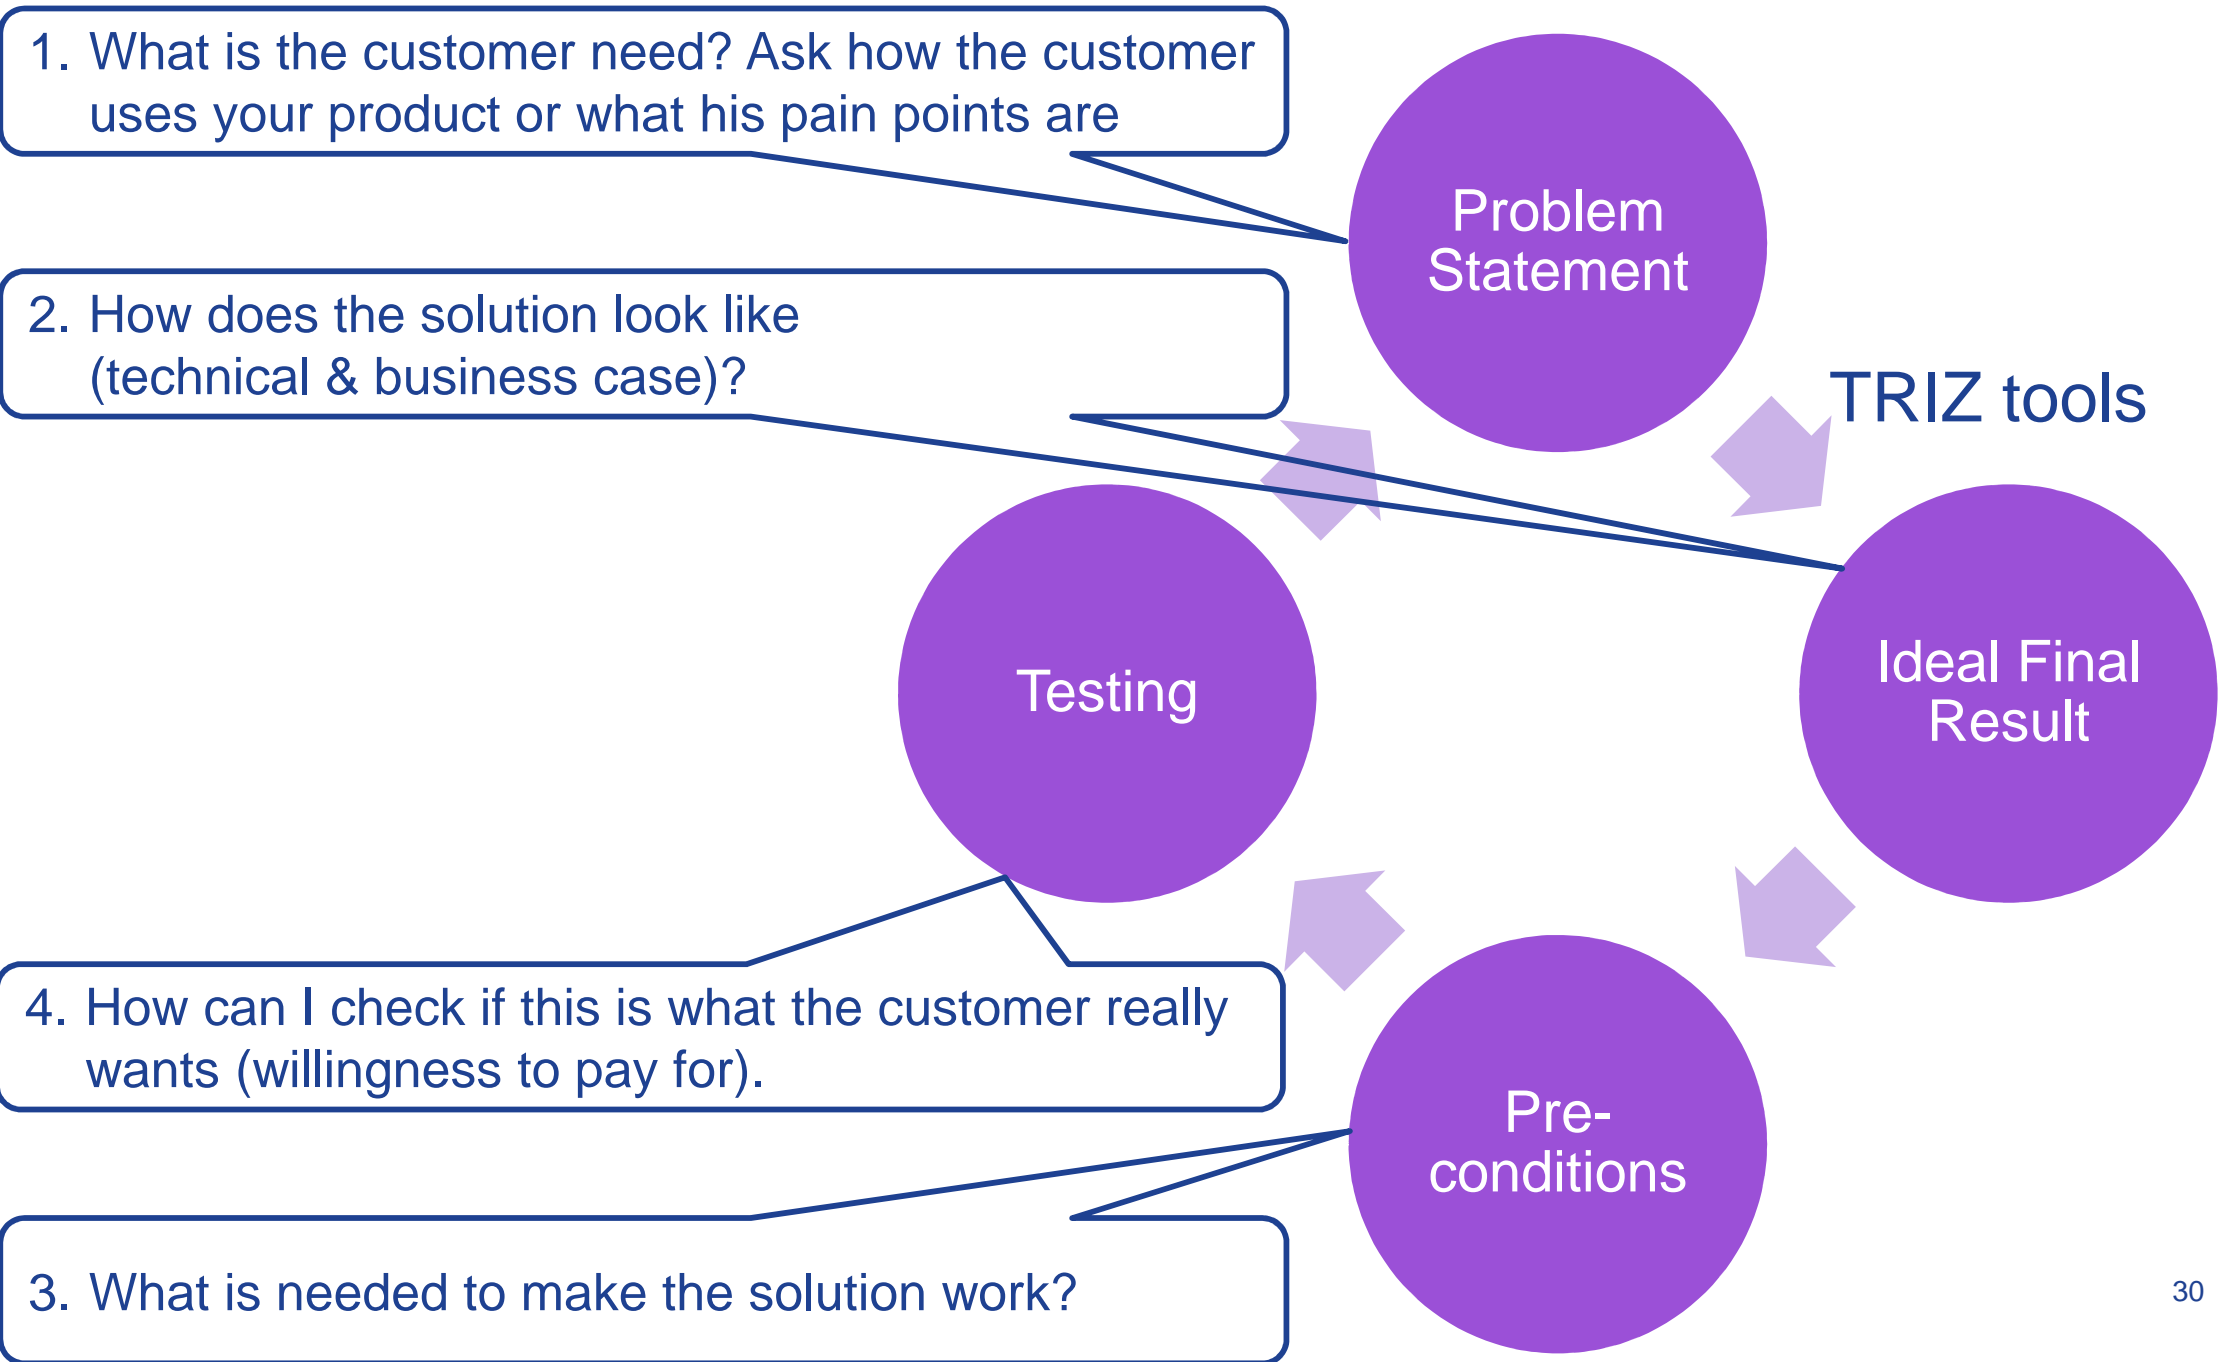 1. What is the customer need? Ask how the customer
uses your product or what his pain points are
Problem
Statement
2. How does the solution look like
(technical & business case)?
TRIZ tools
Testing
Ideal Final
Result
4. How can I check if this is what the customer really
wants (willingness to pay for).
Pre-
conditions
3. What is needed to make the solution work?
30